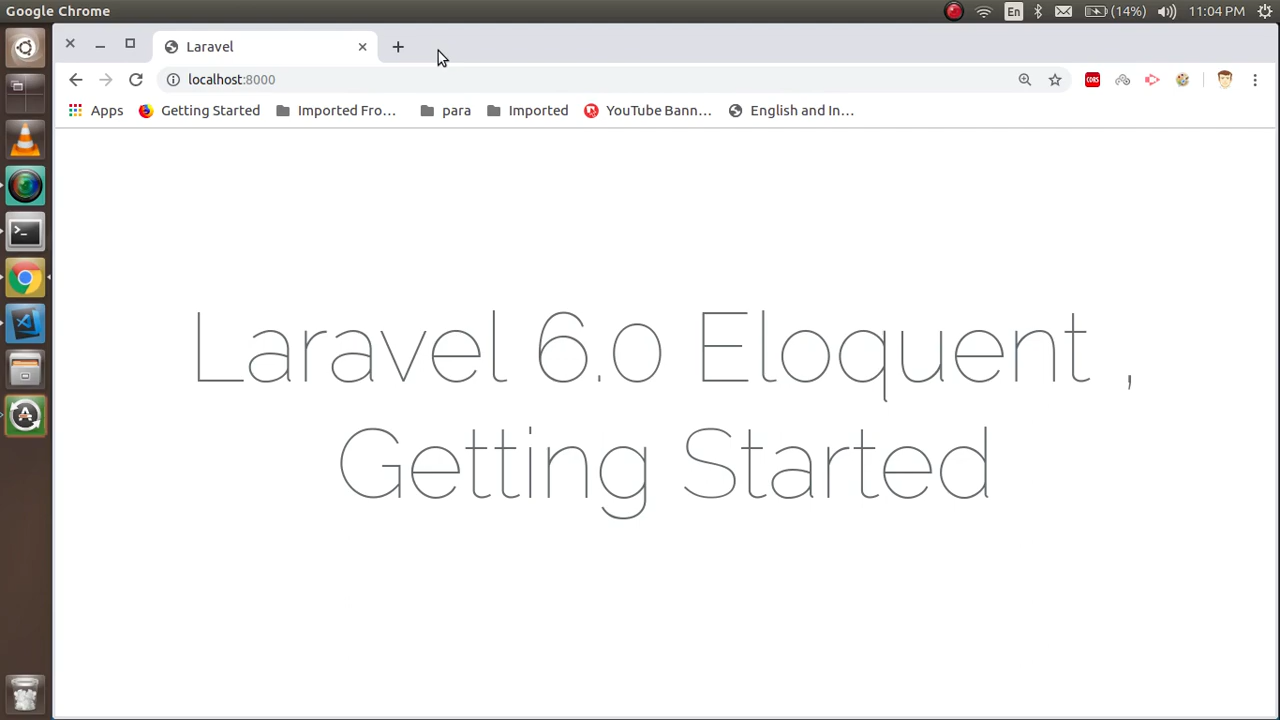 Google Chrome
En
(14%)
11:04 PM
Laravel
localhost:8000
CORS
Apps
Getting Started
Imported Fro...
para
Imported
YouTube Bann...
English and In...
Laravel 6.0 Eloquent ,
Getting Started